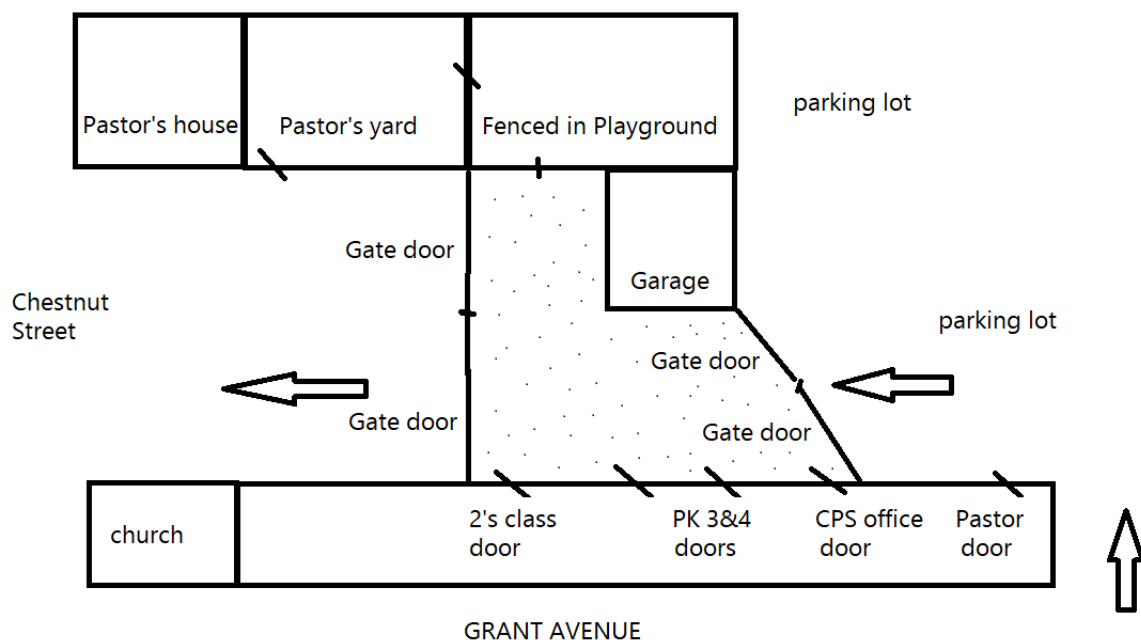 parking lot
Pastor's house
Pastor's yard
Fenced in Playground
Gate door
Garage
Chestnut
Street
parking lot
Gate door
Gate door
Gate door
church
2's class
door
PK 3&4
doors
CPS office
door
Pastor
door
GRANT AVENUE